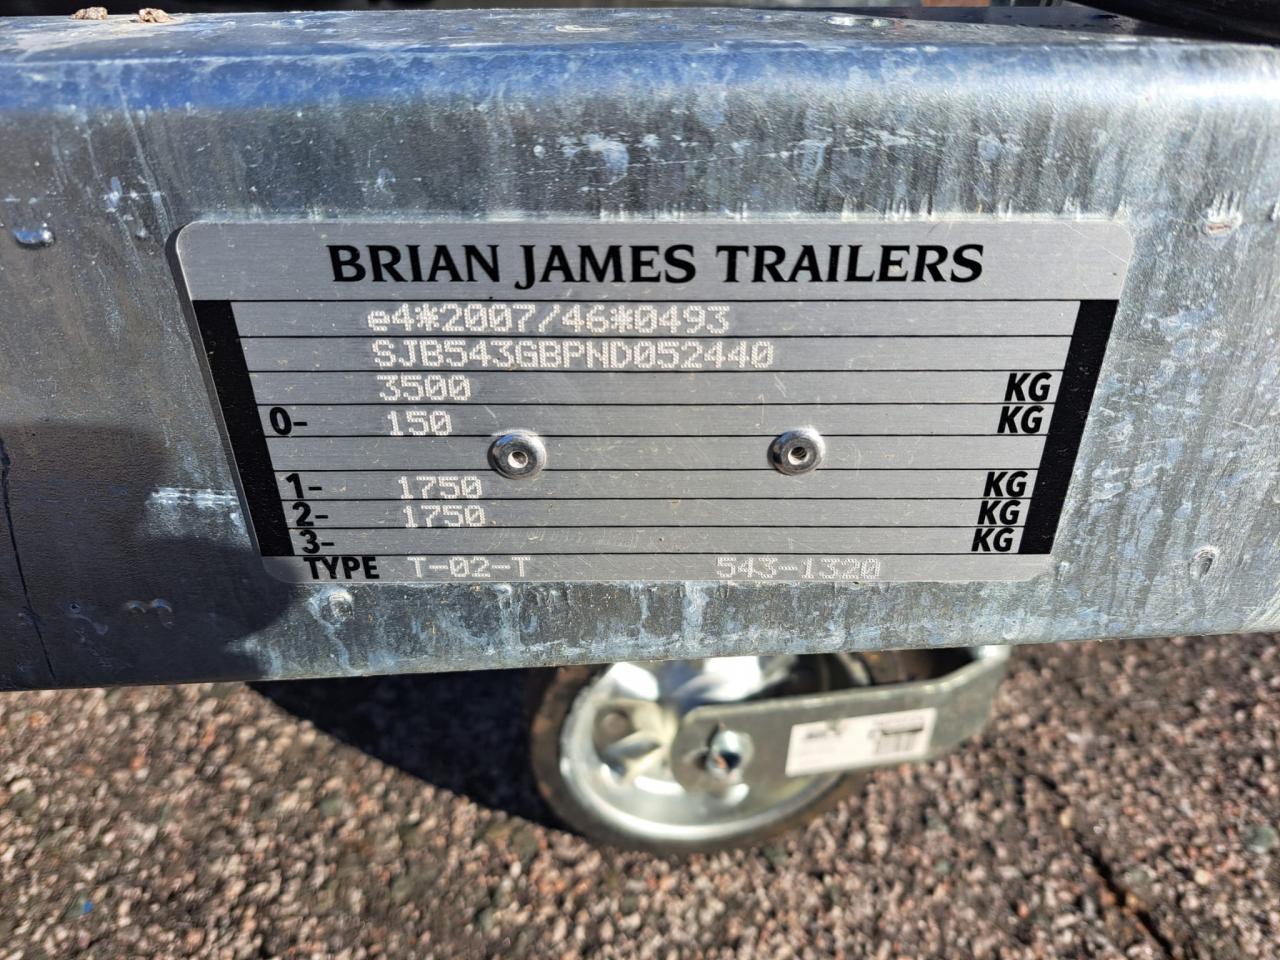 BRIAN JAMES TRAILERS
e4*2007/46*0493
SJB543GBPND052440
3500 KG
0- 150 KG
1- 1750 KG
2- 1750 KG
3- KG
TYPE T-02-T 543-1320